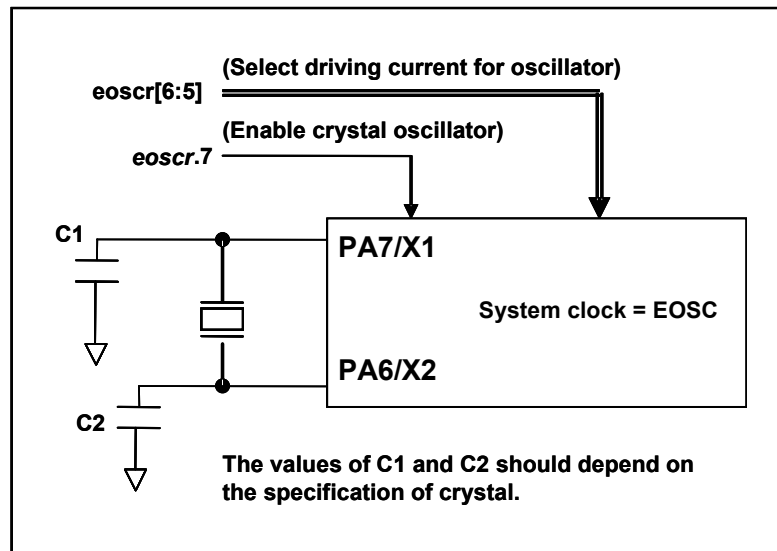 (Select driving current for oscillator)
eoscr[6:5]
(Enable crystal oscillator)
eoscr.7
C1
PA7/X1
System clock = EOSC
PA6/X2
C2
The values of C1 and C2 should depend on
the specification of crystal.